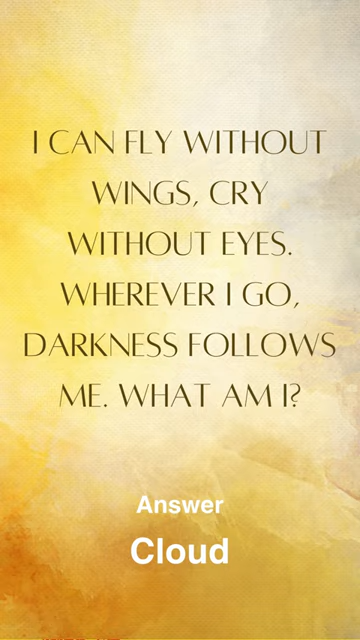 I CAN FLY WITHOUT
WINGS, CRY
WITHOUT EYES.
WHEREVER I GO,
DARKNESS FOLLOWS
ME. WHAT AM I?
Answer
Cloud